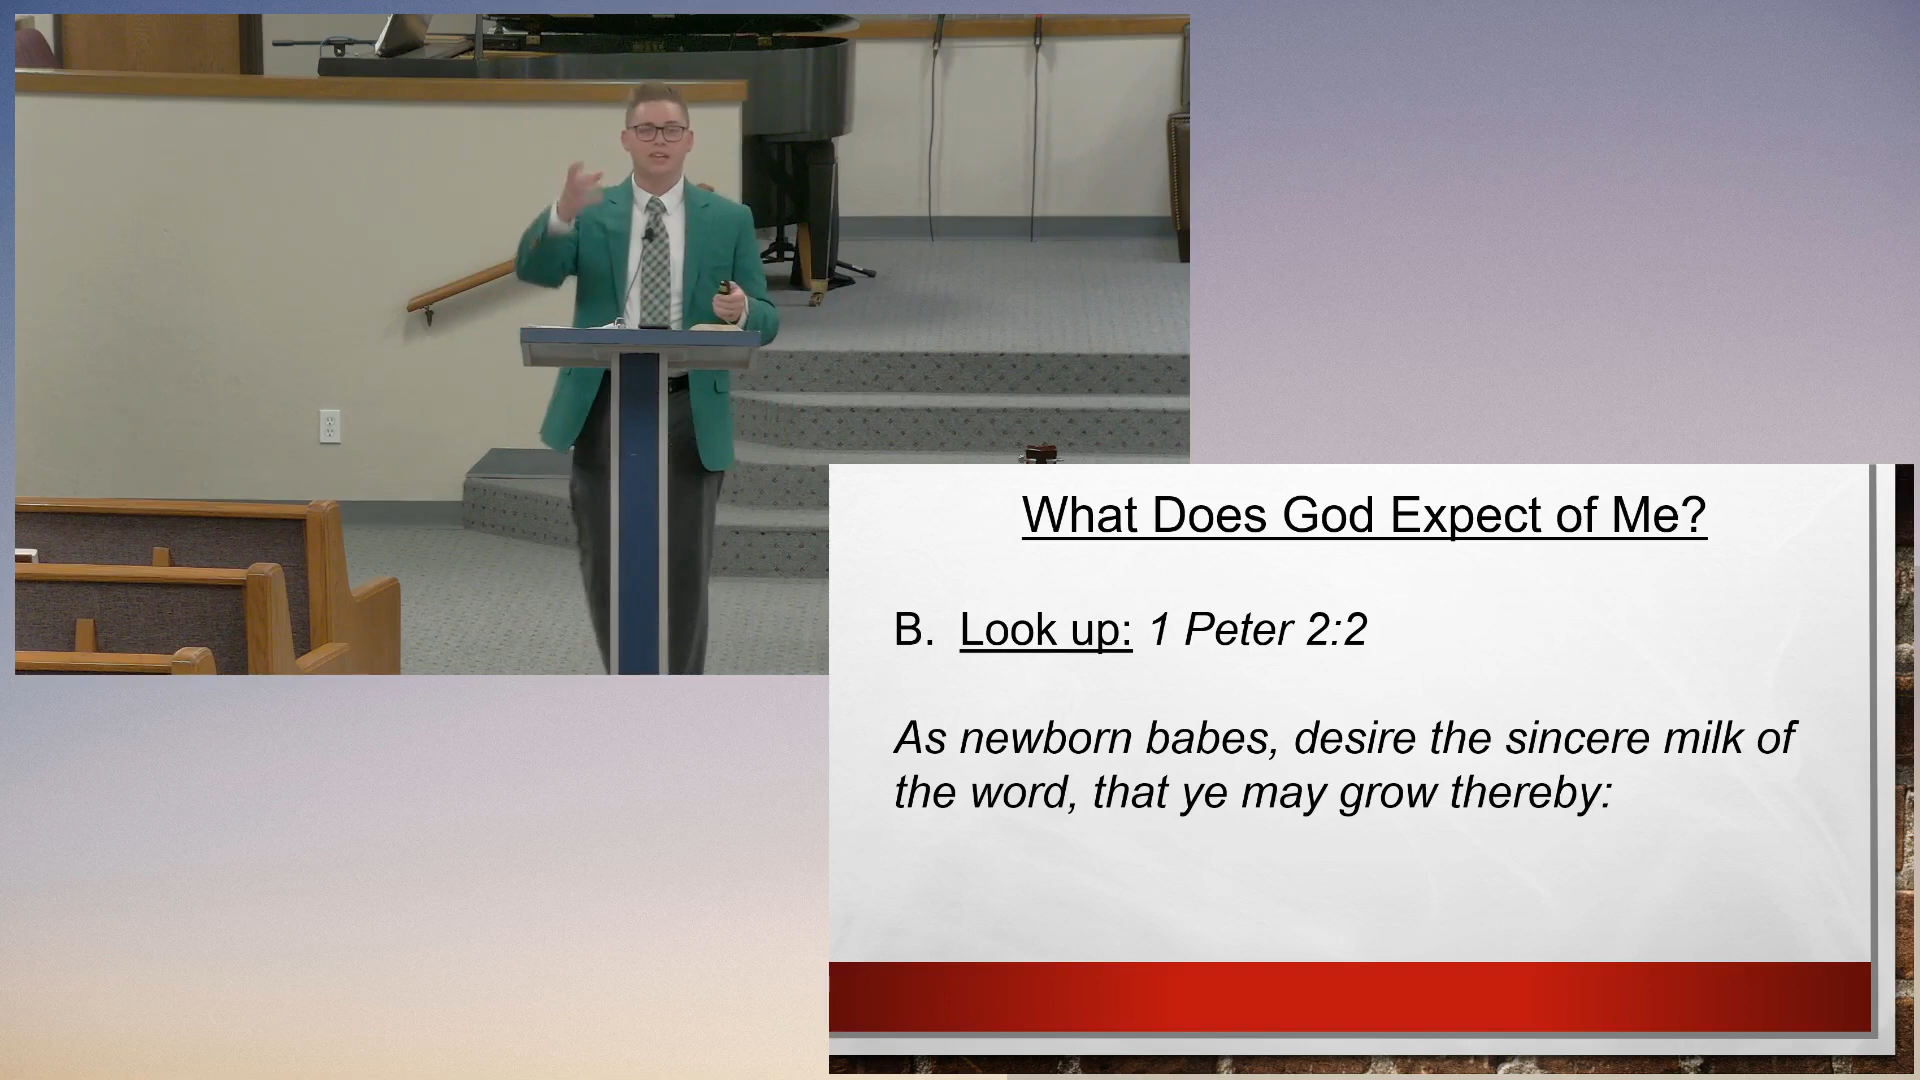 What Does God Expect of Me?
B. Look up: 1 Peter 2:2
As newborn babes, desire the sincere milk of
the word, that ye may grow thereby: